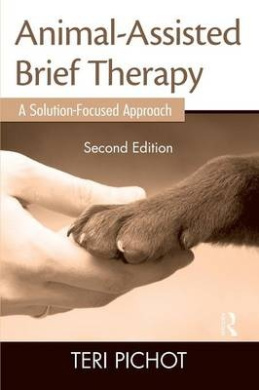 Animal-Assisted
Brief Therapy
A Solution-Focused Approach
Second Edition
R
TERI PICHOT